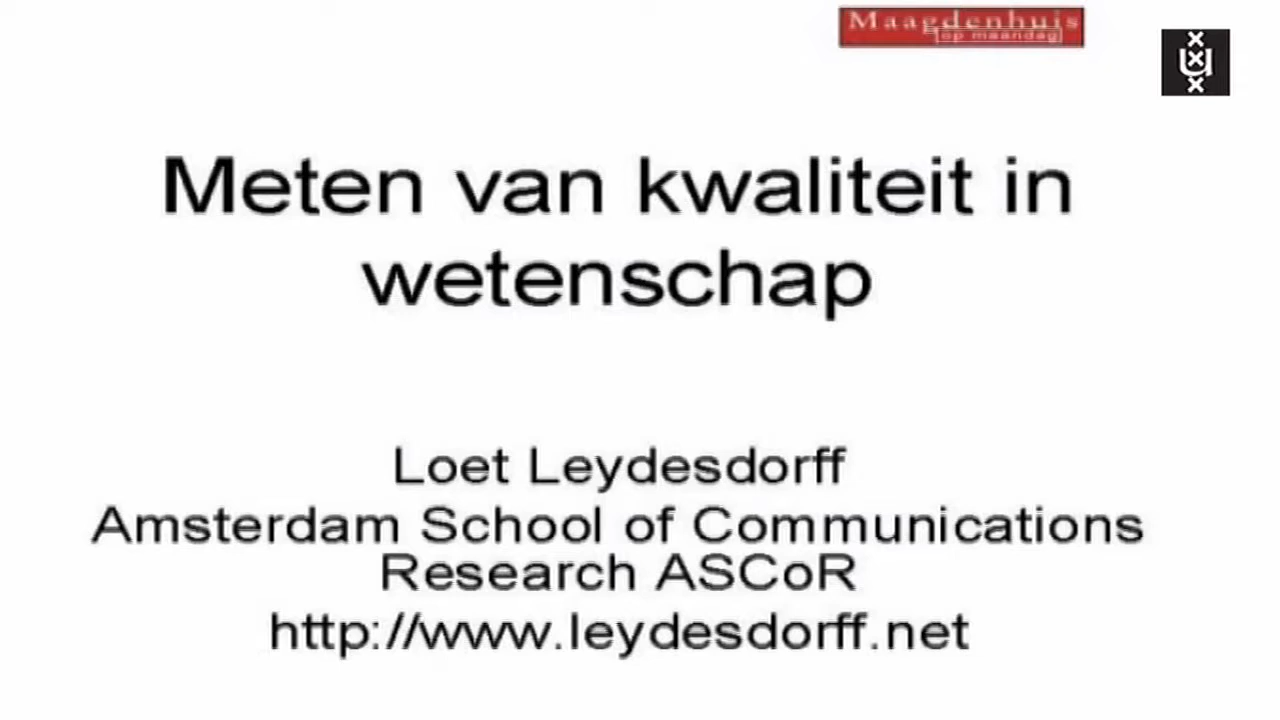 Maagdenhuis
[op maandag]
Meten van kwaliteit in
wetenschap
Loet Leydesdorff
Amsterdam School of Communications
Research ASCoR
http://www.leydesdorff.net